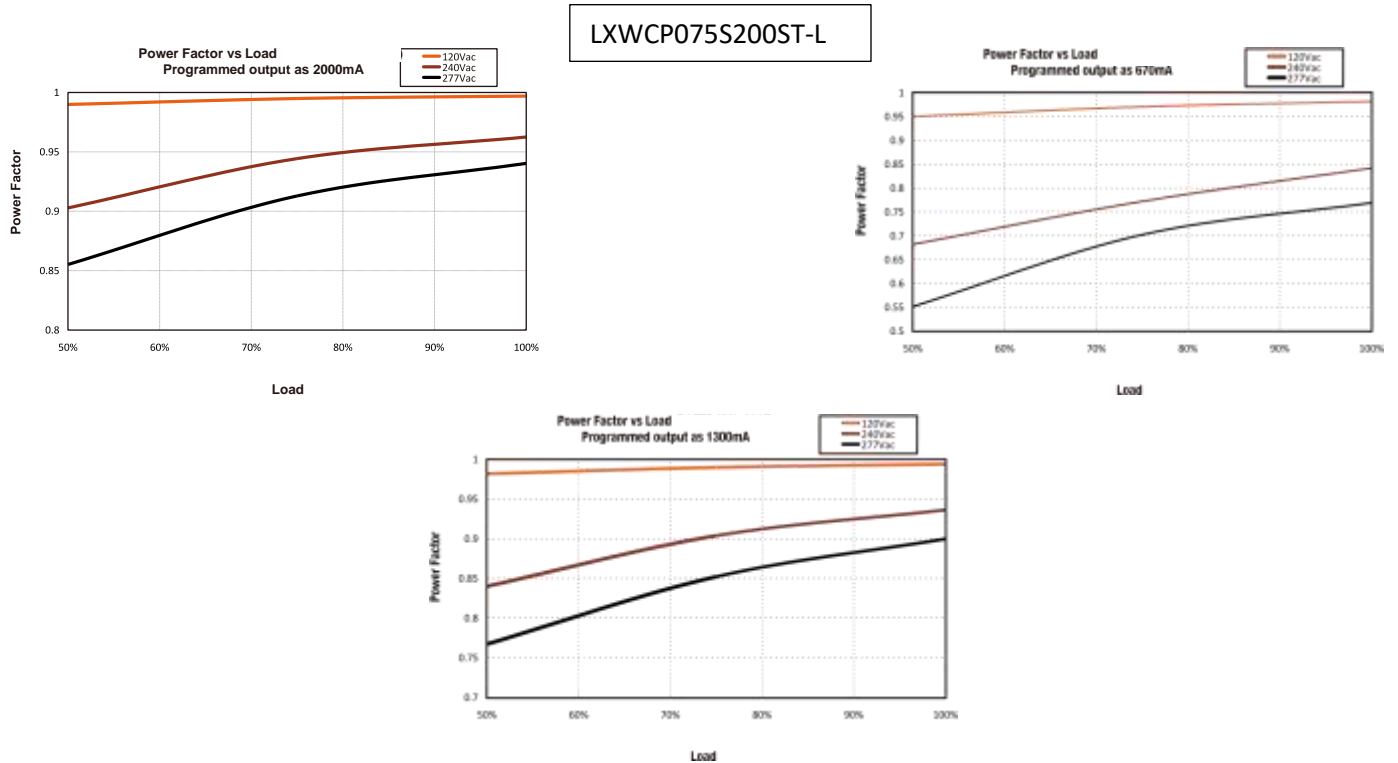 LXWCP075S200ST-L
Power Factor vs Load
Programmed output as 2000mA
120Vac
240Vac
277Vac
Power Factor
1
0.95
0.9
0.85
0.8
50% 60% 70% 80% 90% 100%
Load
Power Factor vs Load
Programmed output as 670mA
120Vac
240Vac
277Vac
Power Factor
1
0.95
0.9
0.85
0.8
0.75
0.7
0.65
0.6
0.55
0.5
50% 60% 70% 80% 90% 100%
Load
Power Factor vs Load
Programmed output as 1300mA
120Vac
240Vac
277Vac
Power Factor
1
0.95
0.9
0.85
0.8
0.75
0.7
50% 60% 70% 80% 90% 100%
Load